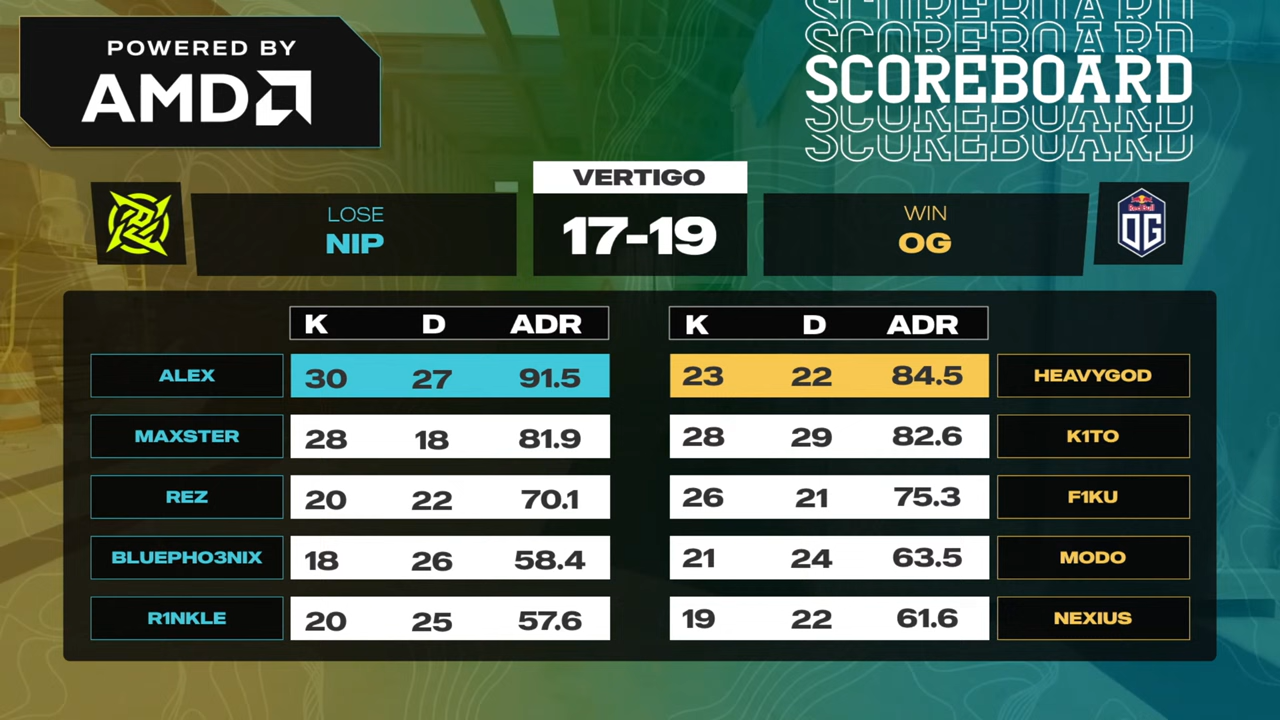 POWERED BY
AMD
SCOREBOARD
SCOREBOARD
SCOREBOARD
SCOREBOARD
SCOREBOARD
VERTIGO
LOSE
NIP
17-19
WIN
OG
Red Bull
OG
K D ADR
K D ADR
ALEX 30 27 91.5 23 22 84.5 HEAVYGOD
MAXSTER 28 18 81.9 28 29 82.6 K1TO
REZ 20 22 70.1 26 21 75.3 F1KU
BLUEPHO3NIX 18 26 58.4 21 24 63.5 MODO
R1NKLE 20 25 57.6 19 22 61.6 NEXIUS